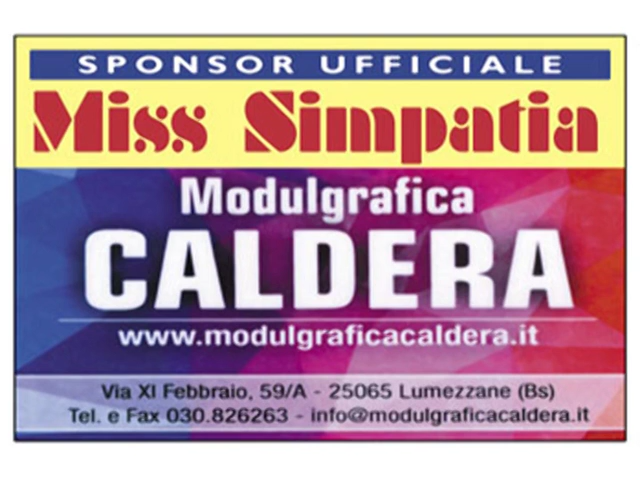 SPONSOR UFFICIALE
Miss Simpatia
Modulgrafica
CALDERA
www.modulgraficacaldera.it
Via XI Febbraio, 59/A - 25065 Lumezzane (Bs)
Tel. e Fax 030.826263 - info@modulgraficacaldera.it